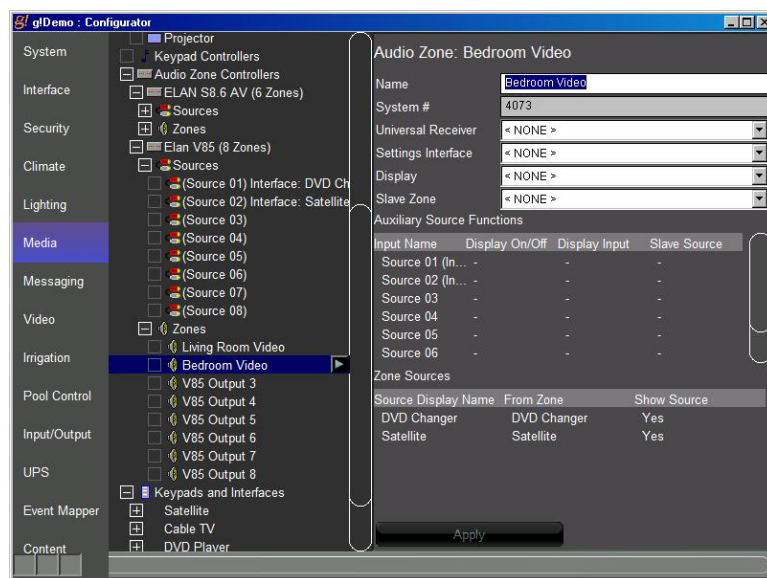 g! g!Demo : Configurator
System
Interface
Security
Climate
Lighting
Media
Messaging
Video
Irrigation
Pool Control
Input/Output
UPS
Event Mapper
Content
Projector
Keypad Controllers
Audio Zone Controllers
ELAN S8.6 AV (6 Zones)
Sources
Zones
Elan V85 (8 Zones)
Sources
(Source 01) Interface: DVD Ch
(Source 02) Interface: Satellite
(Source 03)
(Source 04)
(Source 05)
(Source 06)
(Source 07)
(Source 08)
Zones
Living Room Video
Bedroom Video
V85 Output 3
V85 Output 4
V85 Output 5
V85 Output 6
V85 Output 7
V85 Output 8
Keypads and Interfaces
Satellite
Cable TV
DVD Player
Audio Zone: Bedroom Video
Name Bedroom Video
System # 4073
Universal Receiver < NONE >
Settings Interface < NONE >
Display < NONE >
Slave Zone < NONE >
Auxiliary Source Functions
Input Name Display On/Off Display Input Slave Source
Source 01 (In... - - -
Source 02 (In... - - -
Source 03 - - -
Source 04 - - -
Source 05 - - -
Source 06 - - -
Zone Sources
Source Display Name From Zone Show Source
DVD Changer DVD Changer Yes
Satellite Satellite Yes
Apply